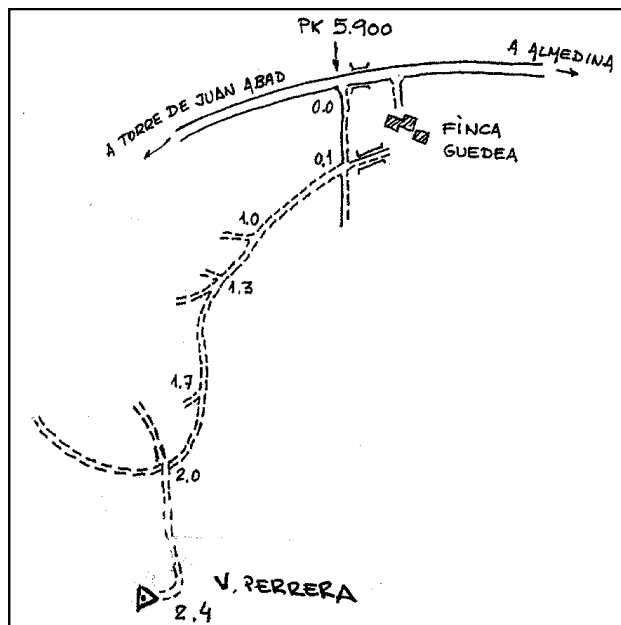 PK 5.900
A ALMEDINA
A TORRE DE JUAN ABAD
0.0
FINCA
GUEDEA
0,1
1.0
1.3
1.7
2.0
V. PERRERA
2.4